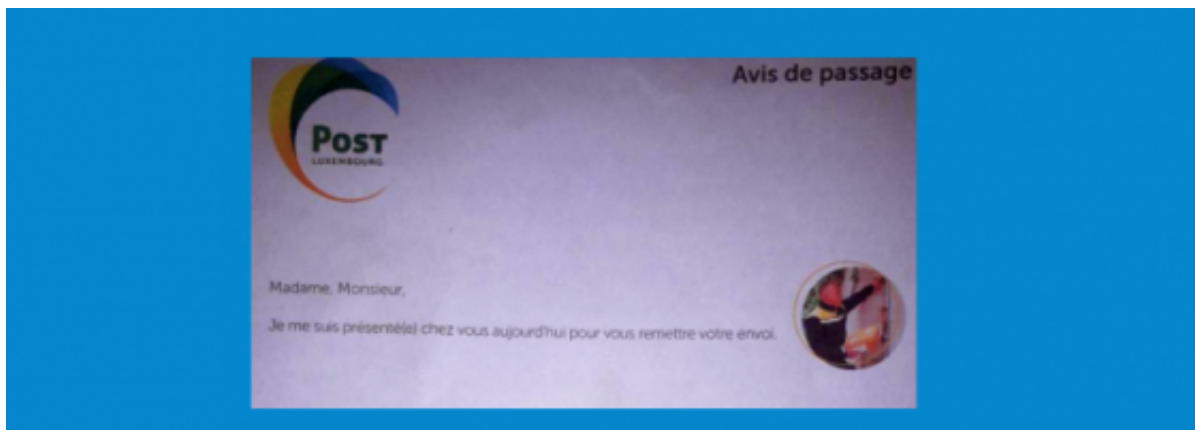 Avis de passage
POST
LUXEMBOURG
Madame, Monsieur,
Je me suis présenté(e) chez vous aujourd'hui pour vous remettre votre envoi.